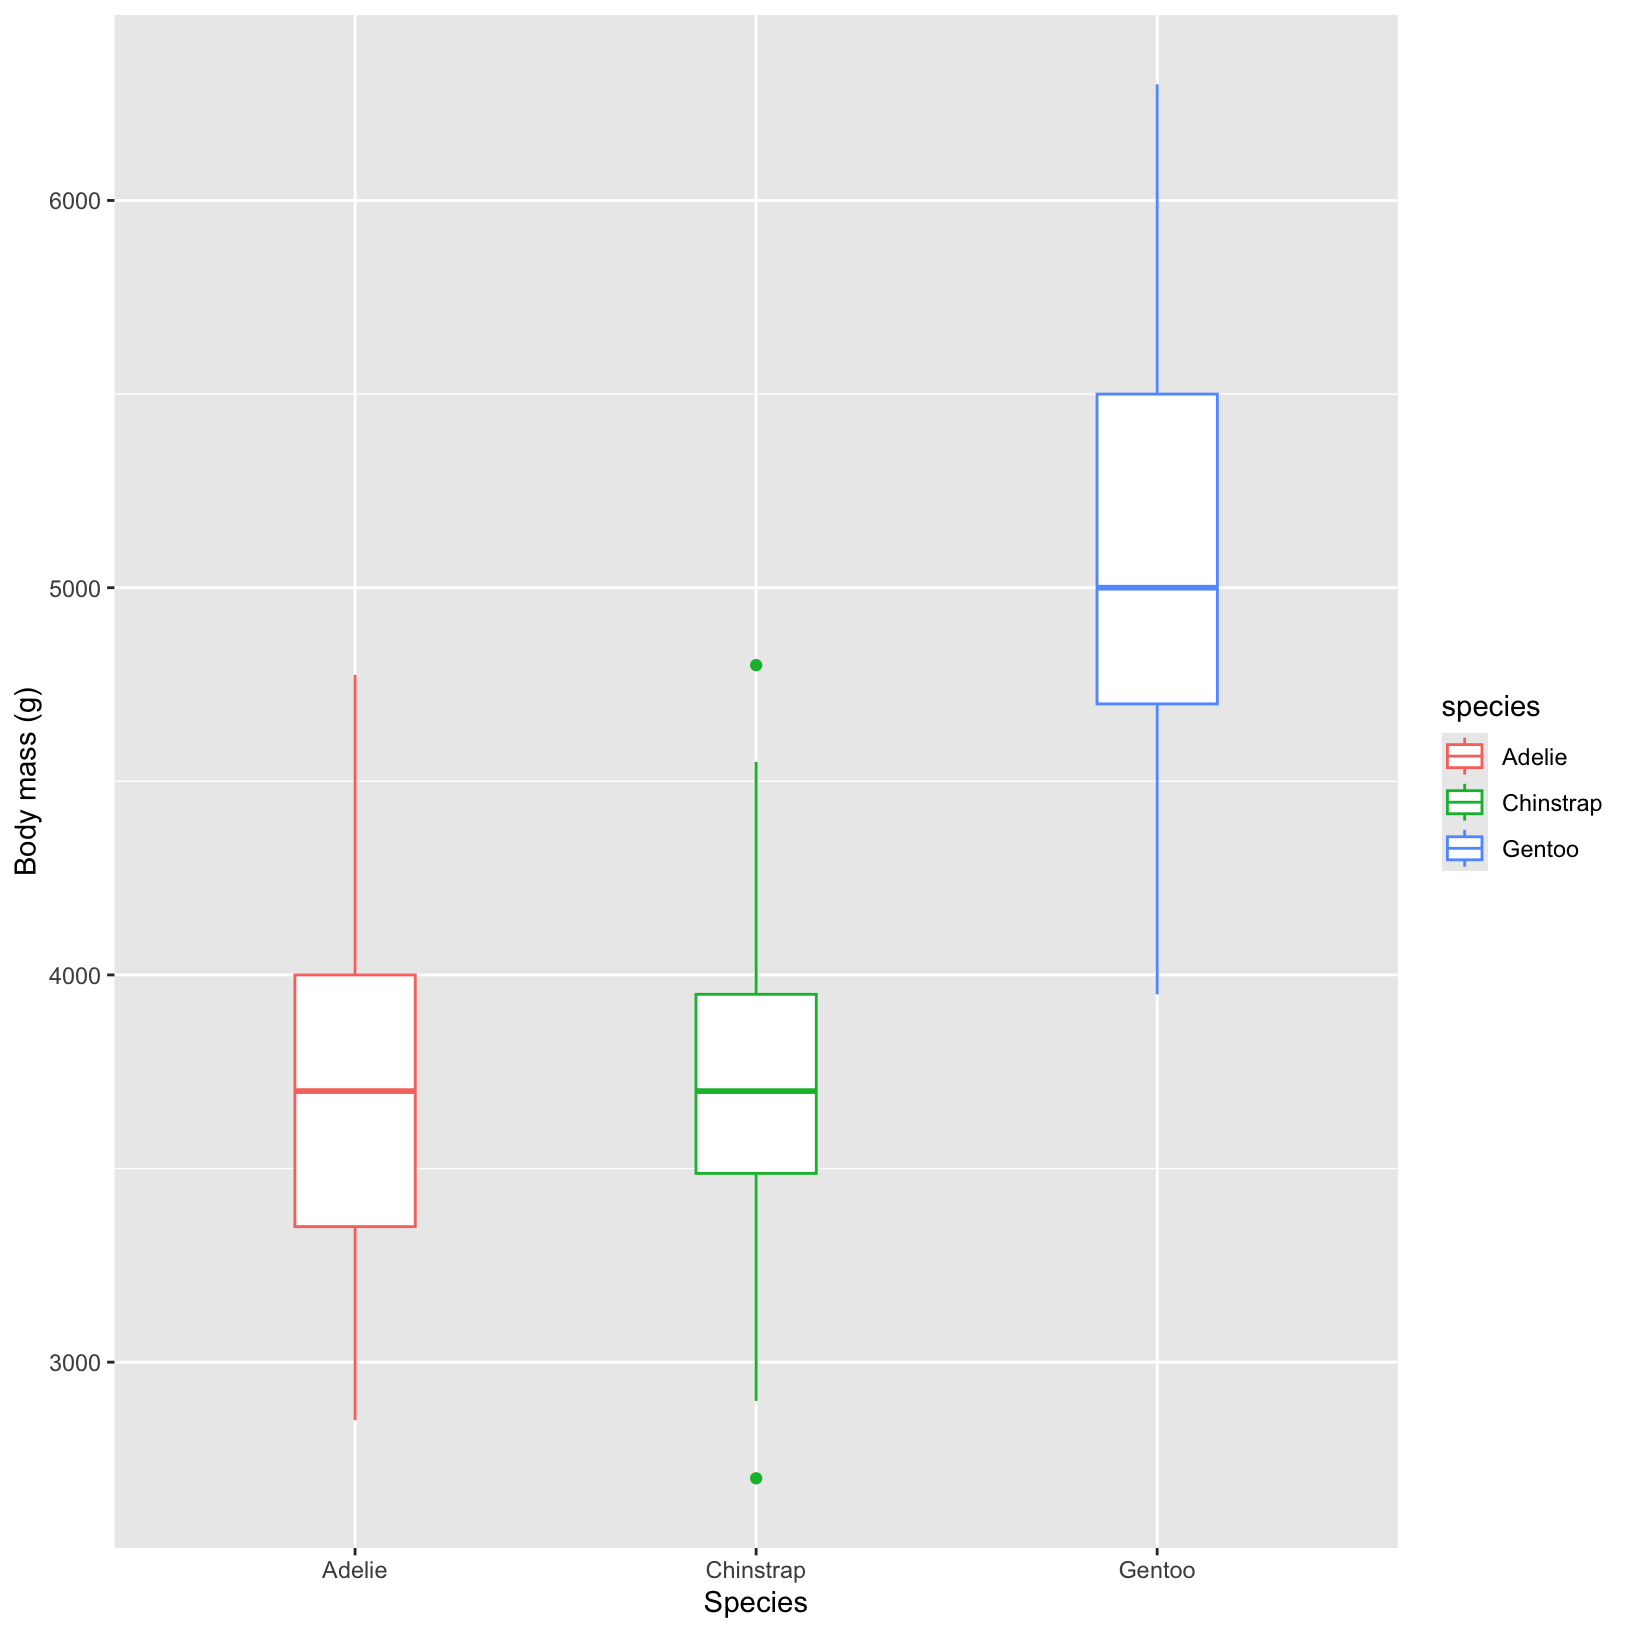 Body mass (g)
6000
5000
4000
3000
Adelie
Chinstrap
Gentoo
Species
species
Adelie
Chinstrap
Gentoo